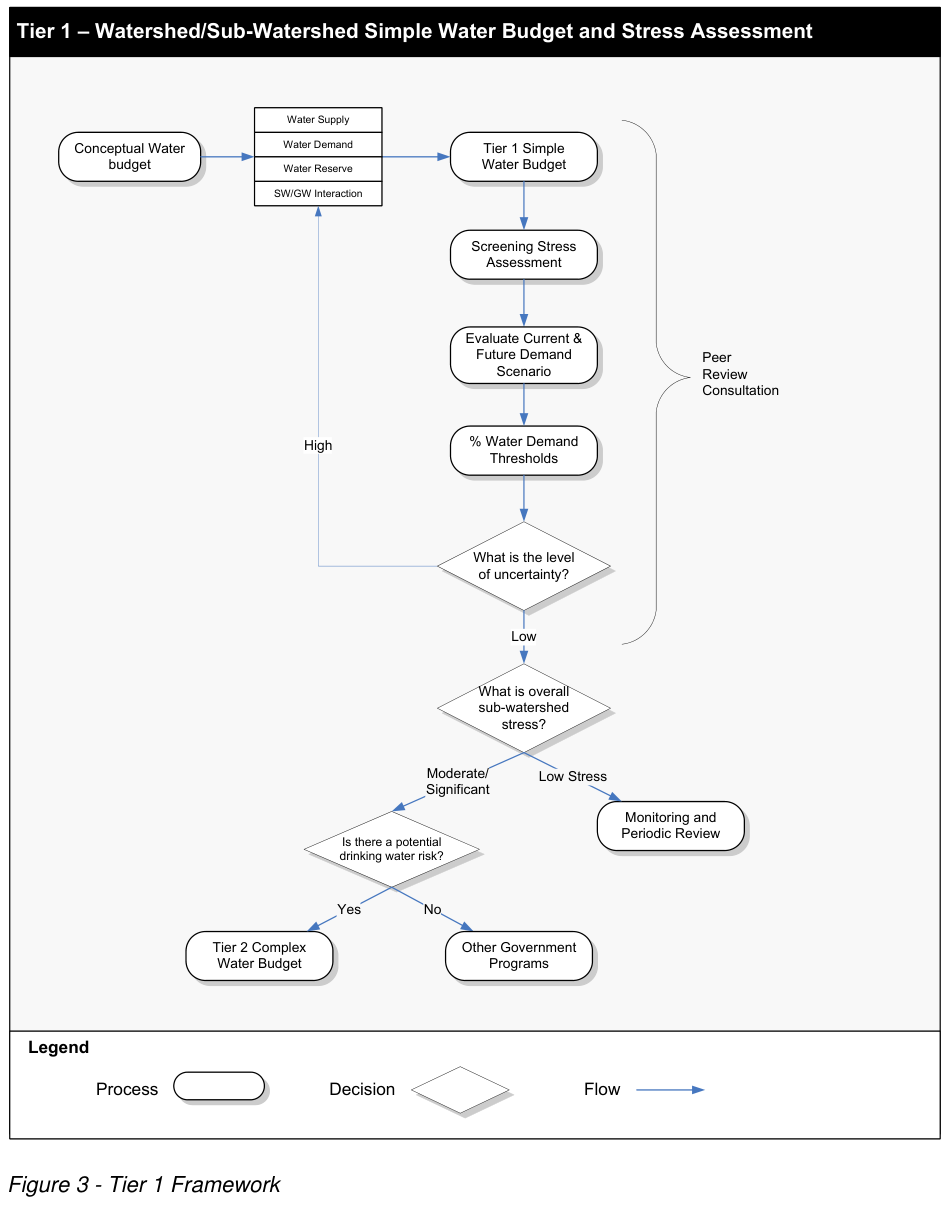 Tier 1 – Watershed/Sub-Watershed Simple Water Budget and Stress Assessment
Conceptual Water
budget
Water Supply
Water Demand
Water Reserve
SW/GW Interaction
Tier 1 Simple
Water Budget
Screening Stress
Assessment
Evaluate Current &
Future Demand
Scenario
Peer
Review
Consultation
% Water Demand
Thresholds
High
What is the level
of uncertainty?
Low
What is overall
sub-watershed
stress?
Moderate/
Significant
Low Stress
Monitoring and
Periodic Review
Is there a potential
drinking water risk?
Yes
No
Tier 2 Complex
Water Budget
Other Government
Programs
Legend
Process
Decision
Flow
Figure 3 - Tier 1 Framework